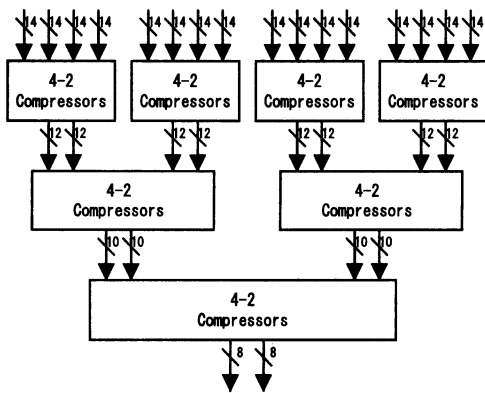 14 14 14 14 14 14 14 14 14 14 14 14 14 14 14 14
4-2 4-2 4-2 4-2
Compressors Compressors Compressors Compressors
12 12 12 12 12 12 12 12
4-2 4-2
Compressors Compressors
10 10 10 10
4-2
Compressors
8 8